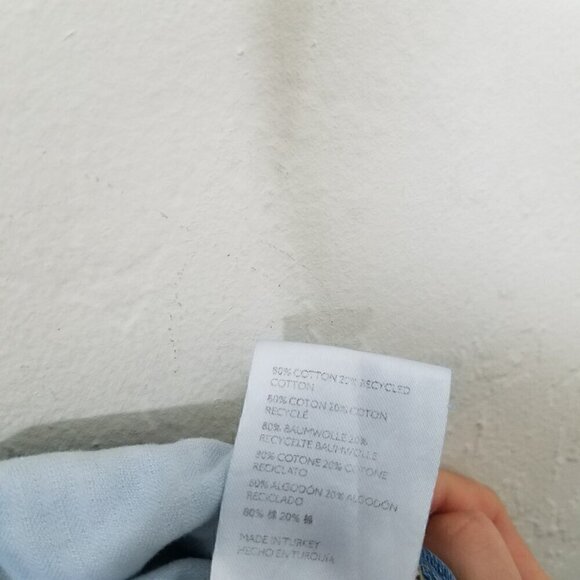 80% COTTON 20% RECYCLED
COTTON
80% COTON 20% COTON
RECYCLÉ
80% BAUMWOLLE 20%
RECYCELTE BAUMWOLLE
80% COTONE 20% COTONE
RICICLATO
80% ALGODÓN 20% ALGODÓN
RECICLADO
80% 棉 20% 棉
MADE IN TURKEY
HECHO EN TURQUÍA